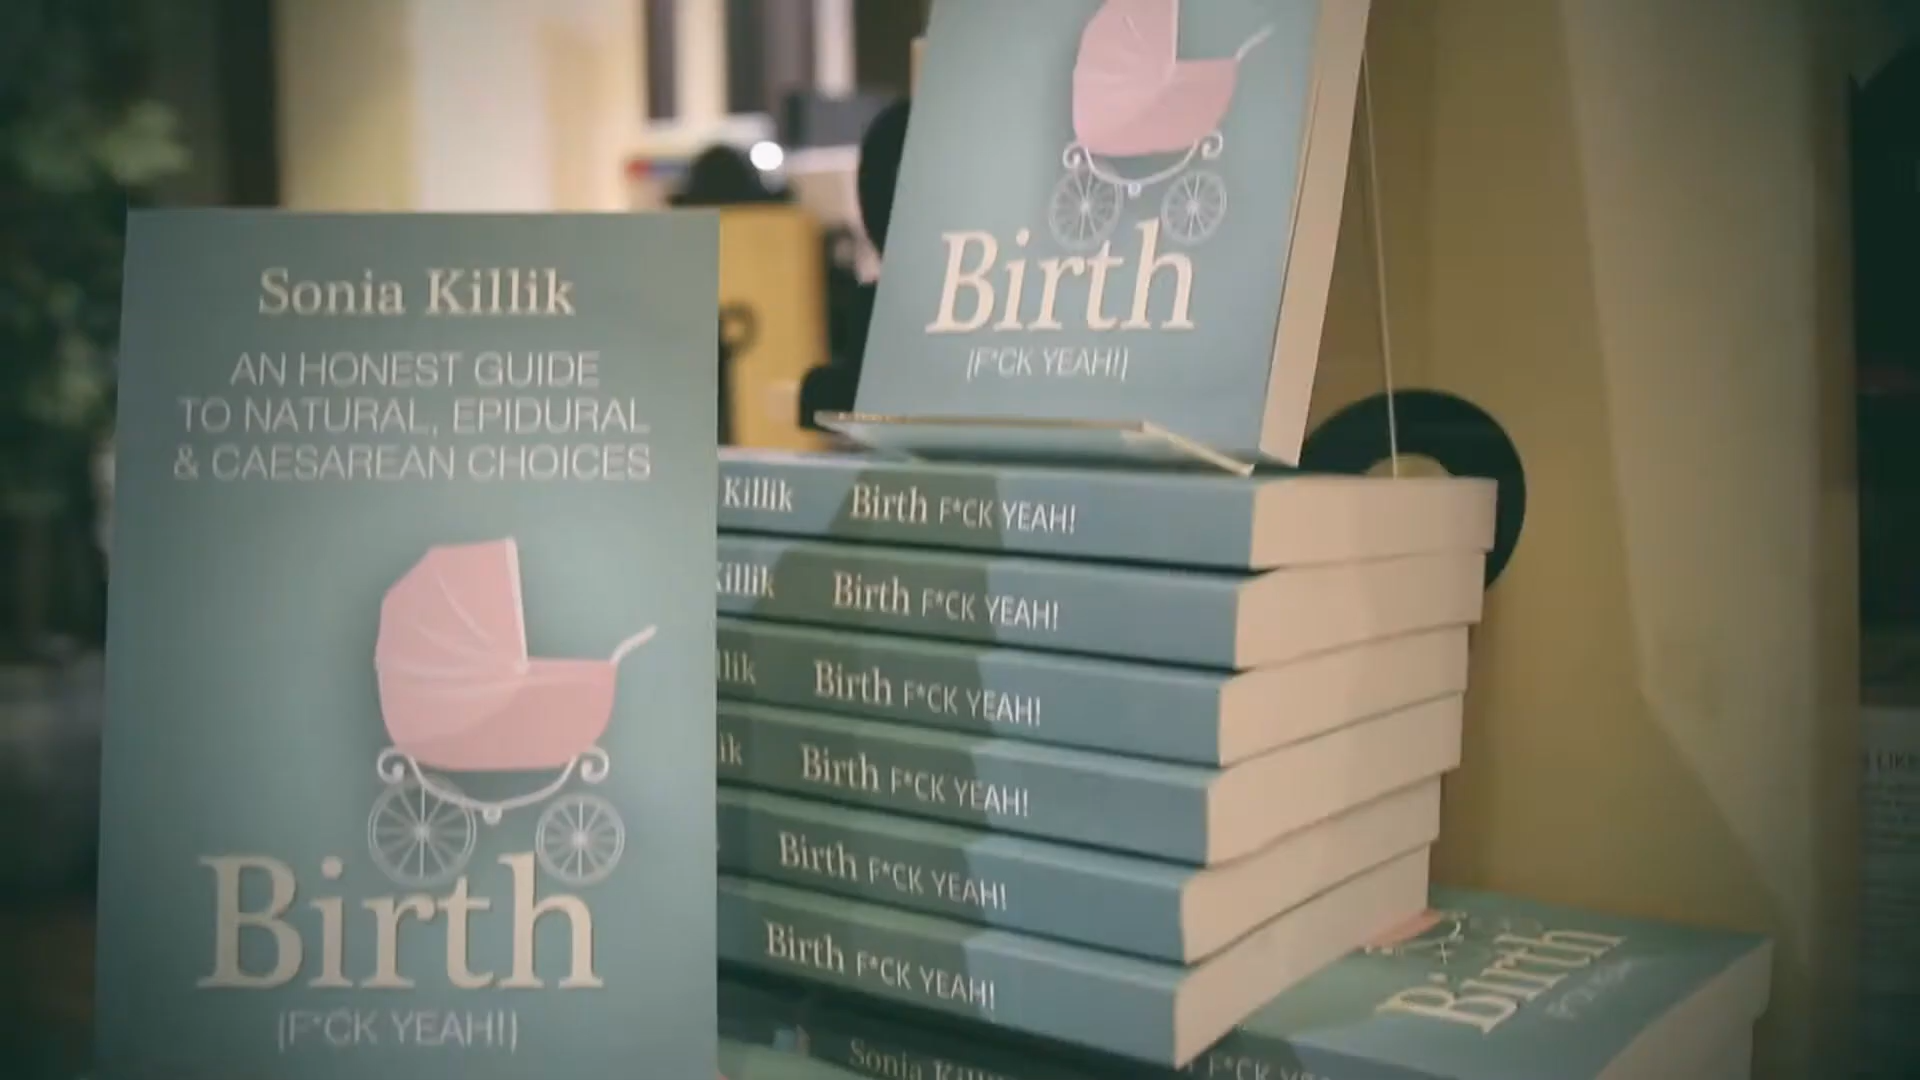 Sonia Killik
AN HONEST GUIDE
TO NATURAL, EPIDURAL
& CAESAREAN CHOICES
Birth
(F*CK YEAH!)
Birth
(F*CK YEAH!)
Killik Birth F*CK YEAH!
Killik Birth F*CK YEAH!
llik Birth F*CK YEAH!
ik Birth F*CK YEAH!
Birth F*CK YEAH!
Birth F*CK YEAH!
Sonia
F*CK
Birth